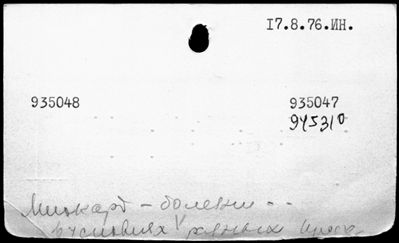 17.8.76.ИН.
935048 935047
945310
Миокард - болезни
в условиях